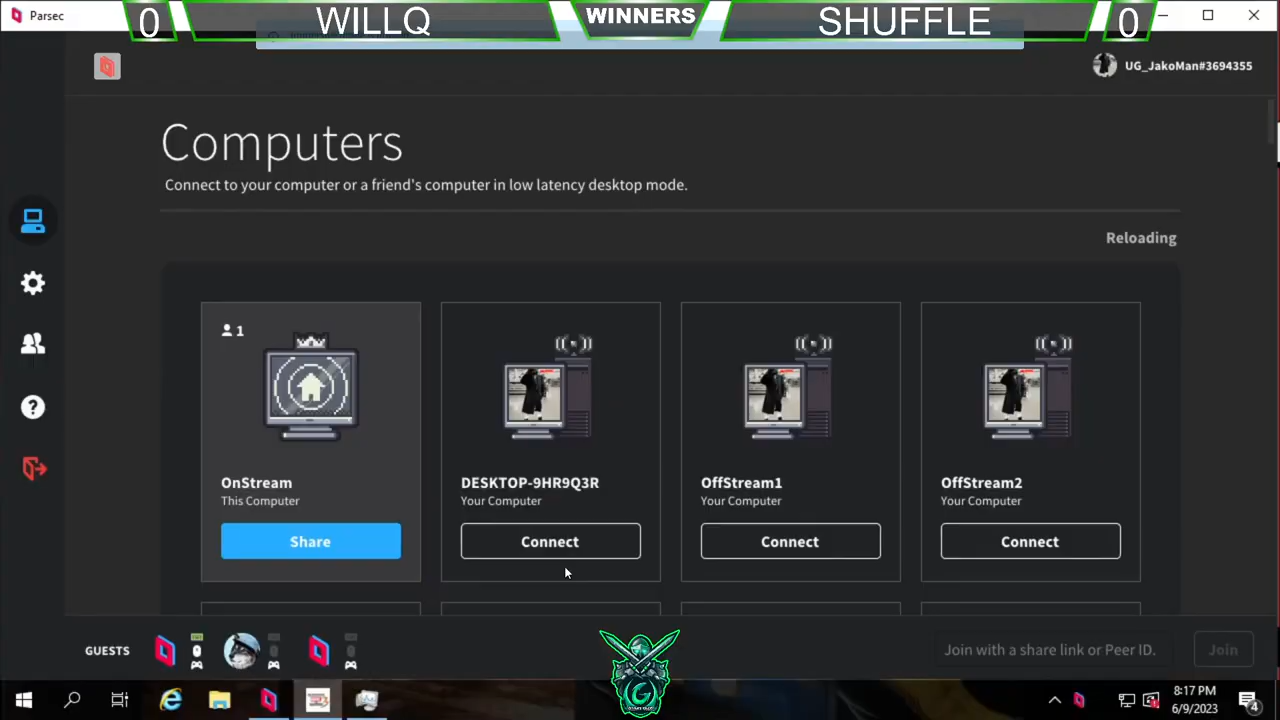 Parsec
0 WILLQ WINNERS SHUFFLE 0
UG_JakoMan#3694355
Computers
Connect to your computer or a friend's computer in low latency desktop mode.
Reloading
1
OnStream
This Computer
Share
DESKTOP-9HR9Q3R
Your Computer
Connect
OffStream1
Your Computer
Connect
OffStream2
Your Computer
Connect
GUESTS
Join with a share link or Peer ID.
Join
8:17 PM
6/9/2023
4